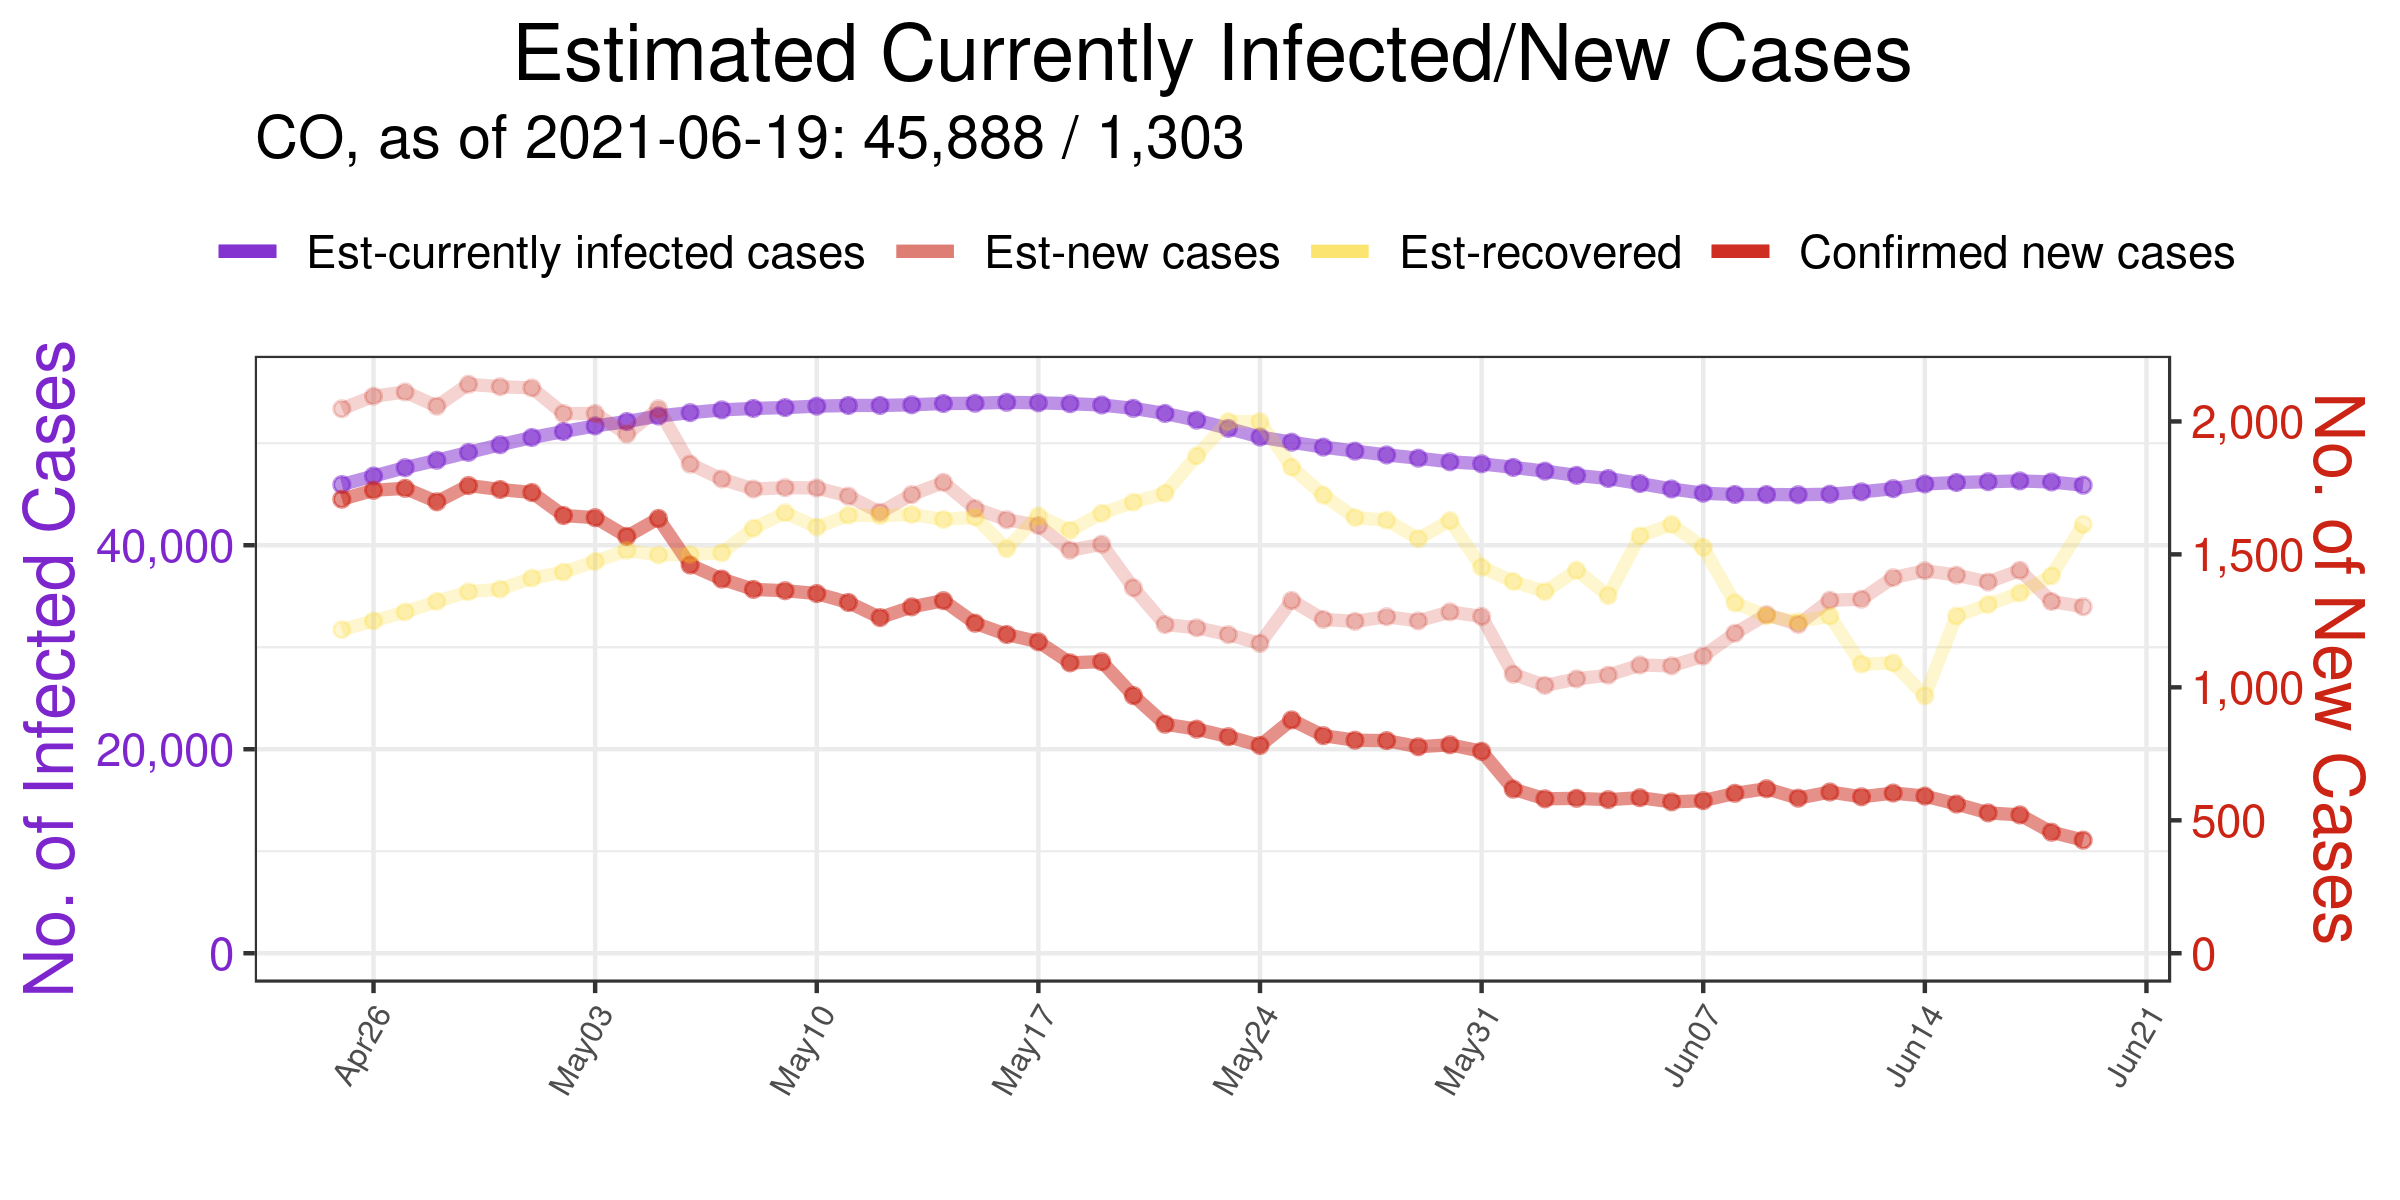 Estimated Currently Infected/New Cases
CO, as of 2021-06-19: 45,888 / 1,303
Est-currently infected cases Est-new cases Est-recovered Confirmed new cases
No. of Infected Cases
40,000
20,000
0
2,000
1,500
1,000
500
0
No. of New Cases
Apr26 May03 May10 May17 May24 May31 Jun07 Jun14 Jun21